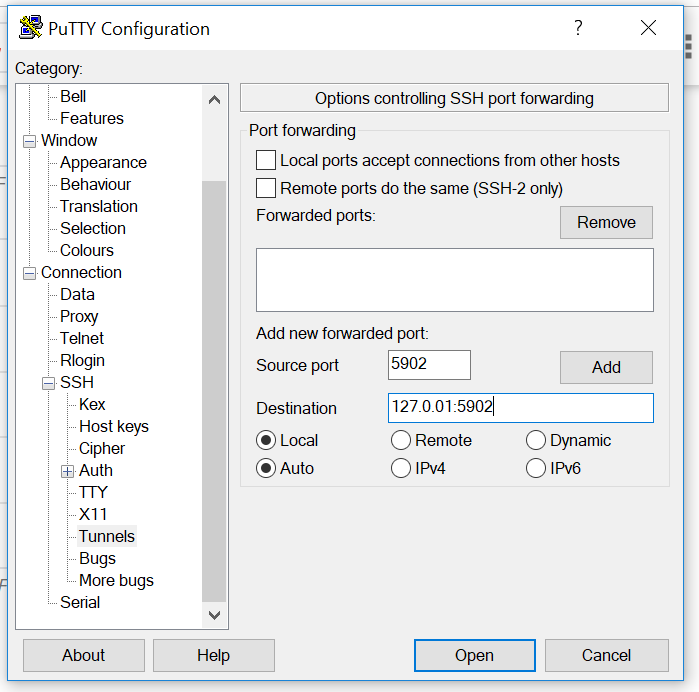 PuTTY Configuration
?
Category:
Bell
Features
Window
Appearance
Behaviour
Translation
Selection
Colours
Connection
Data
Proxy
Telnet
Rlogin
SSH
Kex
Host keys
Cipher
Auth
TTY
X11
Tunnels
Bugs
More bugs
Serial
Options controlling SSH port forwarding
Port forwarding
Local ports accept connections from other hosts
Remote ports do the same (SSH-2 only)
Forwarded ports:
Remove
Add new forwarded port:
Source port 5902 Add
Destination 127.0.01:5902
Local Remote Dynamic
Auto IPv4 IPv6
About Help Open Cancel